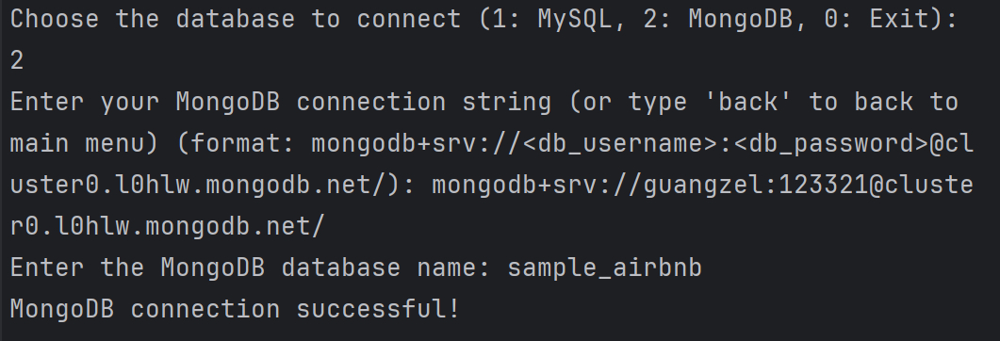 Choose the database to connect (1: MySQL, 2: MongoDB, 0: Exit):
2
Enter your MongoDB connection string (or type 'back' to back to
main menu) (format: mongodb+srv://<db_username>:<db_password>@cl
uster0.l0hlw.mongodb.net/): mongodb+srv://guangzel:123321@cluste
r0.l0hlw.mongodb.net/
Enter the MongoDB database name: sample_airbnb
MongoDB connection successful!